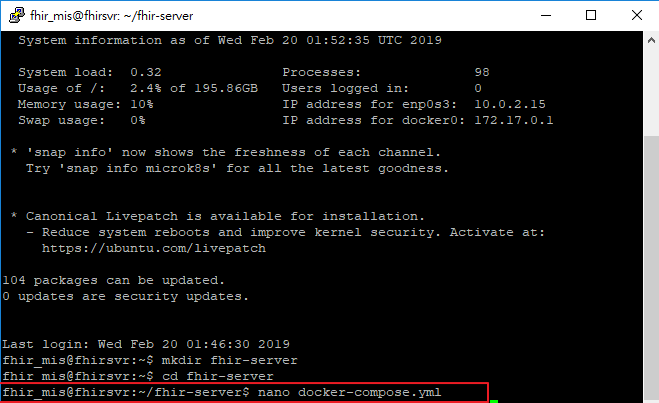 fhir_mis@fhirsvr: ~/fhir-server
System information as of Wed Feb 20 01:52:35 UTC 2019
System load:  0.32                Processes:              98
Usage of /:   2.4% of 195.86GB   Users logged in:        0
Memory usage: 10%                IP address for enp0s3:  10.0.2.15
Swap usage:   0%                 IP address for docker0: 172.17.0.1
* 'snap info' now shows the freshness of each channel.
Try 'snap info microk8s' for all the latest goodness.
* Canonical Livepatch is available for installation.
- Reduce system reboots and improve kernel security. Activate at:
https://ubuntu.com/livepatch
104 packages can be updated.
0 updates are security updates.
Last login: Wed Feb 20 01:46:30 2019
fhir_mis@fhirsvr:~$ mkdir fhir-server
fhir_mis@fhirsvr:~$ cd fhir-server
fhir_mis@fhirsvr:~/fhir-server$ nano docker-compose.yml